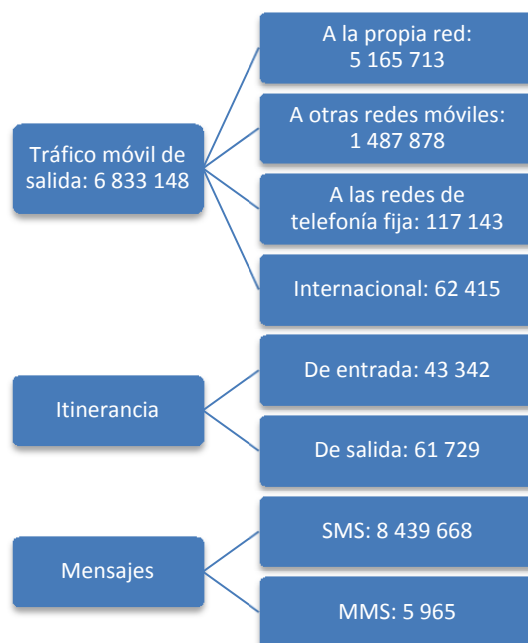 Tráfico móvil de
salida: 6 833 148
A la propia red:
5 165 713
A otras redes móviles:
1 487 878
A las redes de
telefonía fija: 117 143
Internacional: 62 415
Itinerancia
De entrada: 43 342
De salida: 61 729
Mensajes
SMS: 8 439 668
MMS: 5 965